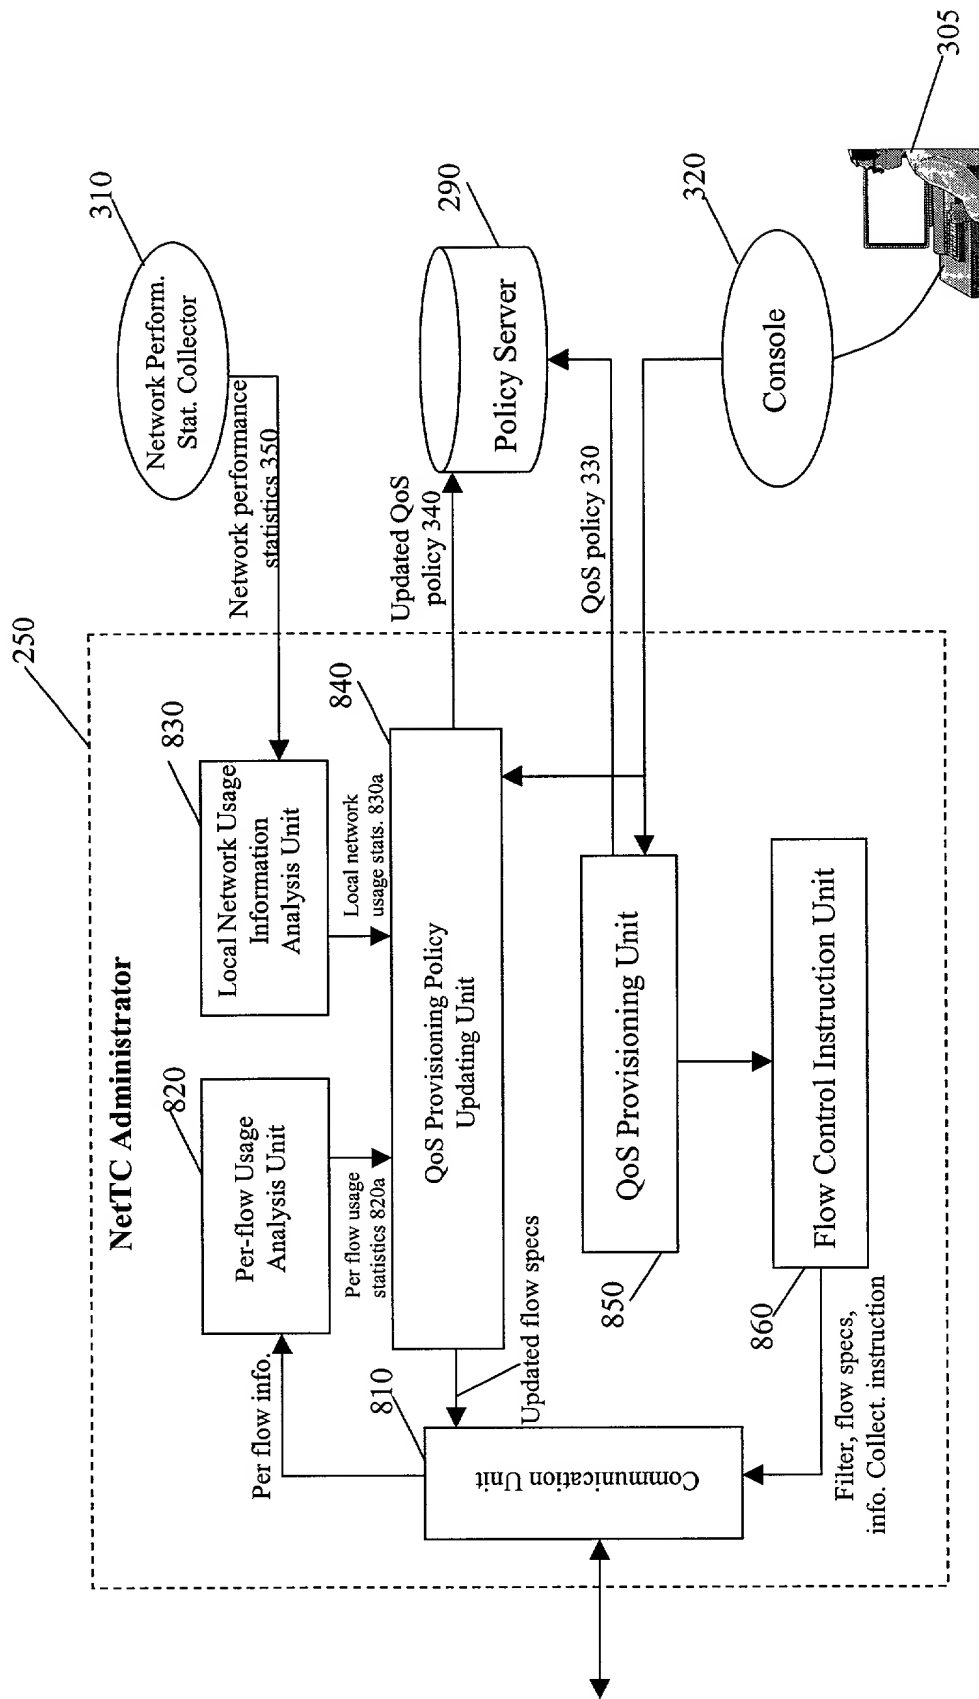 250
NetTC Administrator
820
Per-flow Usage
Analysis Unit
830
Local Network Usage
Information
Analysis Unit
310
Network Perform.
Stat. Collector
Network performance
statistics 350
Per flow info.
Per flow usage
statistics 820a
Local network
usage stats. 830a
840
QoS Provisioning Policy
Updating Unit
Updated QoS
policy 340
290
Policy Server
810
Communication
Unit
Updated flow specs
850
QoS Provisioning Unit
QoS policy 330
320
Console
305
860
Flow Control Instruction Unit
Filter, flow specs,
info. Collect. instruction